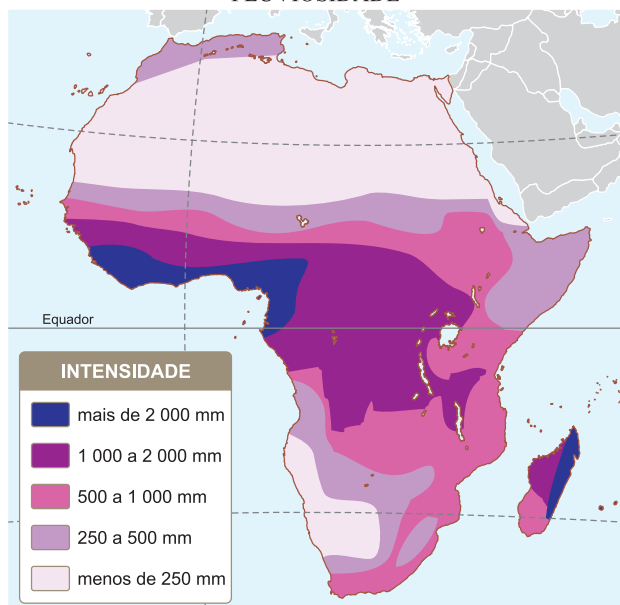 PLUVIOSIDADE
Equador
INTENSIDADE
mais de 2 000 mm
1 000 a 2 000 mm
500 a 1 000 mm
250 a 500 mm
menos de 250 mm